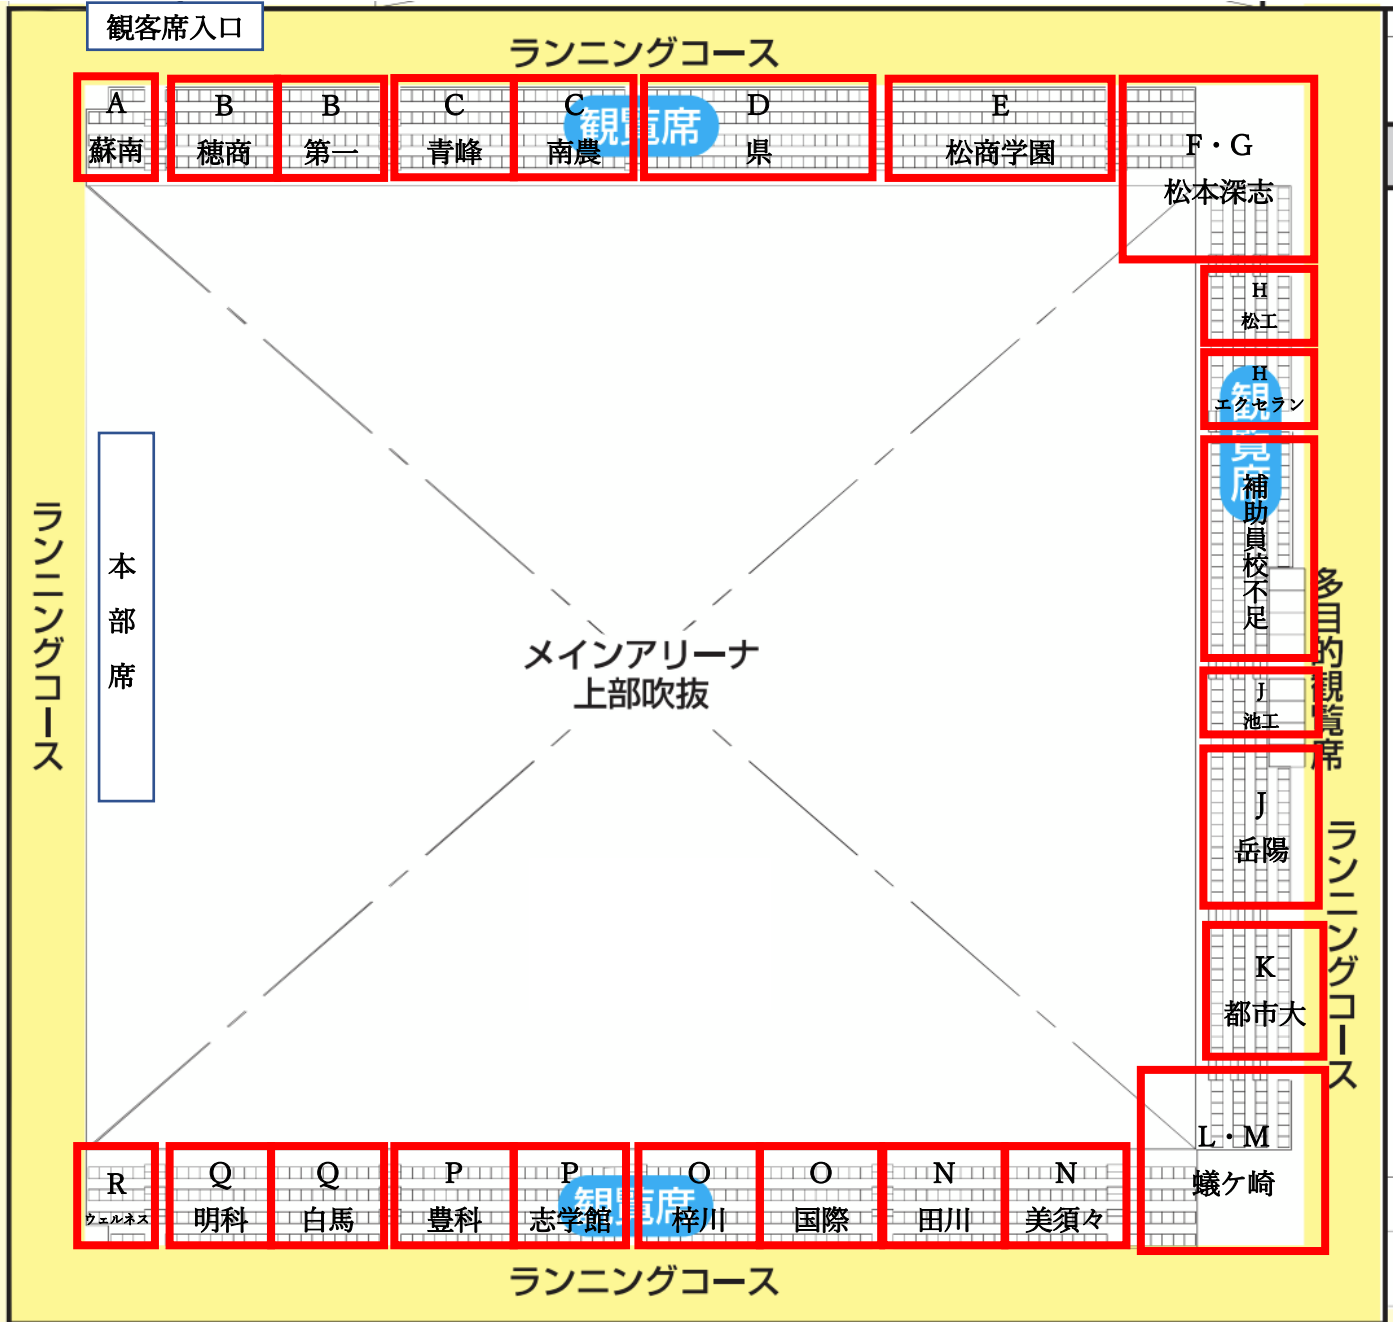 観客席入口
ランニングコース
観覧席
A
蘇南
B
穂商
B
第一
C
青峰
C
南農
D
県
E
松商学園
F・G
松本深志
H
松工
H
エクセラン
観覧席
補助員校不足
多目的観覧席
J
池工
J
岳陽
ランニングコース
K
都市大
L・M
蟻ケ崎
ランニングコース
本部席
メインアリーナ
上部吹抜
R
ウェルネス
Q
明科
Q
白馬
P
豊科
P
志学館
観覧席
O
梓川
O
国際
N
田川
N
美須々
ランニングコース